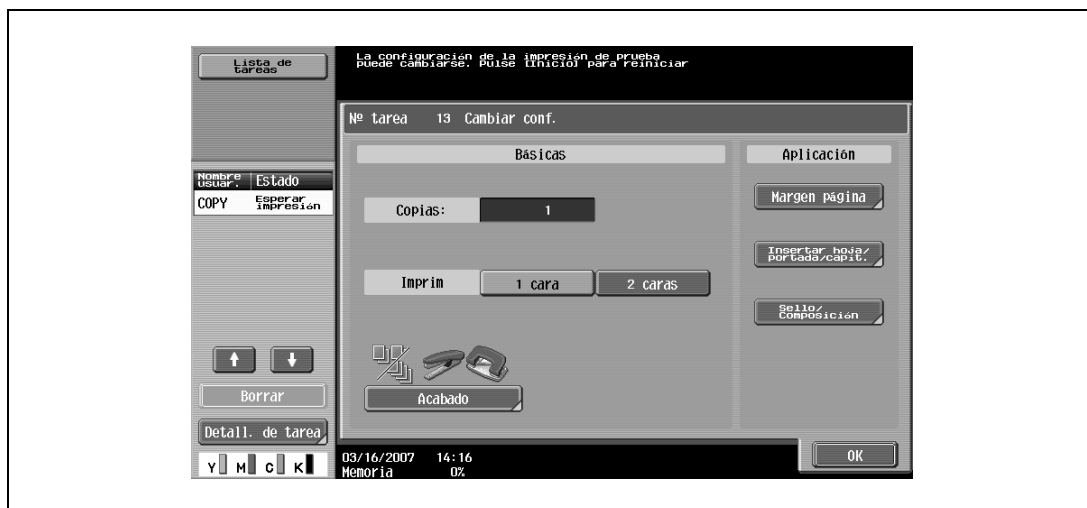 Lista de
tareas
La configuración de la impresión de prueba
puede cambiarse. Pulse [Inicio] para reiniciar
Nº tarea 13 Cambiar conf.
Básicas
Aplicación
Nombre
usuar.
Estado
COPY
Esperar
impresión
Copias:
1
Margen página
Insertar hoja/
portada/capit.
Imprim
1 cara
2 caras
Sello/
Composición
Acabado
Borrar
Detall. de tarea
Y M C K
03/16/2007 14:16
Memoria 0%
OK